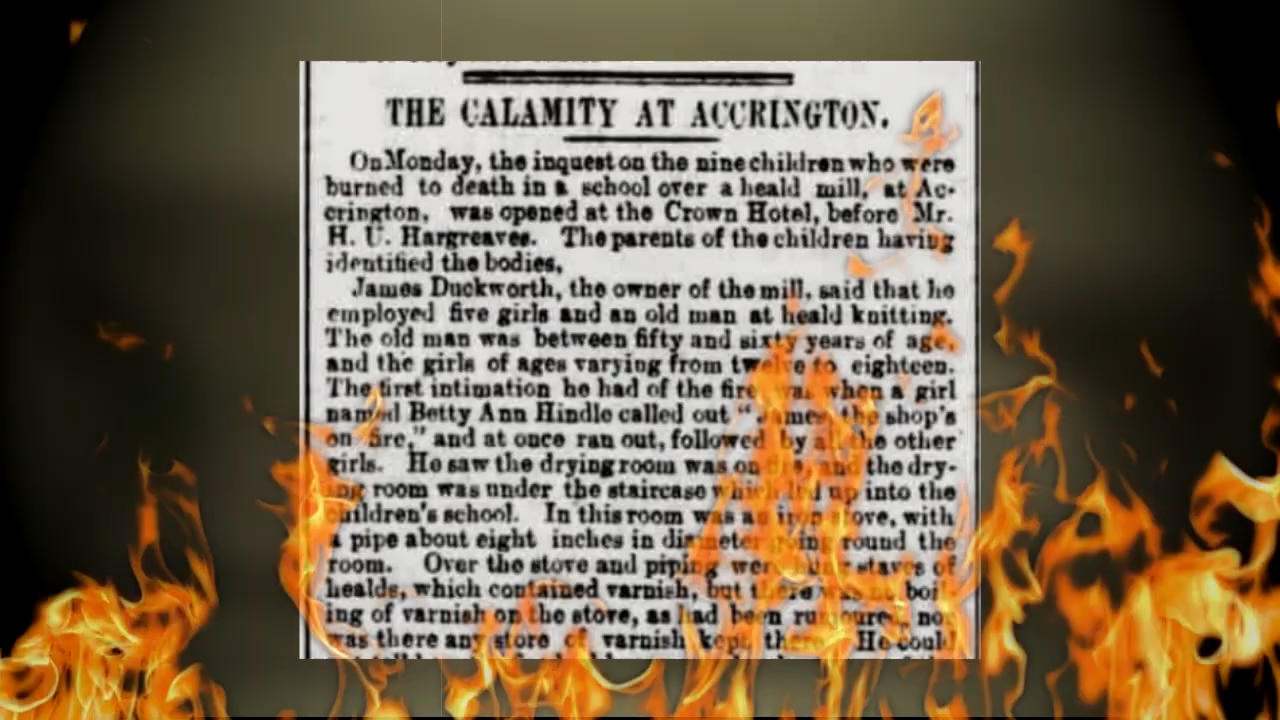 THE CALAMITY AT ACCRINGTON.
On Monday, the inquest on the nine children who were
burned to death in a school over a heald mill, at Ac-
crington, was opened at the Crown Hotel, before Mr.
H. U. Hargreaves. The parents of the children having
identified the bodies,
James Duckworth, the owner of the mill, said that he
employed five girls and an old man at heald knitting.
The old man was between fifty and sixty years of age,
and the girls of ages varying from twelve to eighteen.
The first intimation he had of the fire was when a girl
named Betty Ann Hindle called out "James the shop's
on fire," and at once ran out, followed by all the other
girls. He saw the drying room was on fire, and the dry-
ing room was under the staircase which led up into the
children's school. In this room was an iron stove, with
a pipe about eight inches in diameter going round the
room. Over the stove and piping were staves of
healds, which contained varnish, but there was no boil-
ing of varnish on the stove, as had been rumoured, nor
was there any store of varnish kept there. He could